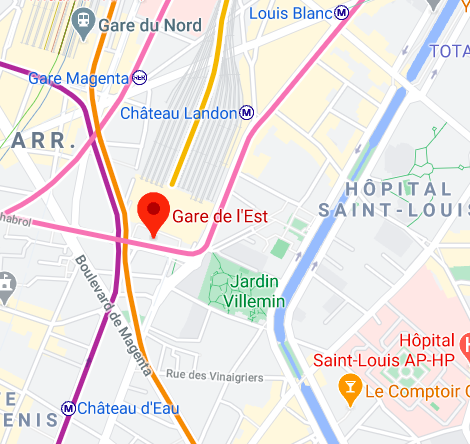 Louis Blanc
Gare du Nord
TOTA
Gare Magenta
Château Landon
ARR.
HÔPITAL
SAINT-LOUIS
Gare de l'Est
habrol
Jardin
Villemin
Boulevard de Magenta
Hôpital
Saint-Louis AP-HP
Rue des Vinaigriers
Le Comptoir G
TE
ENIS
Château d'Eau